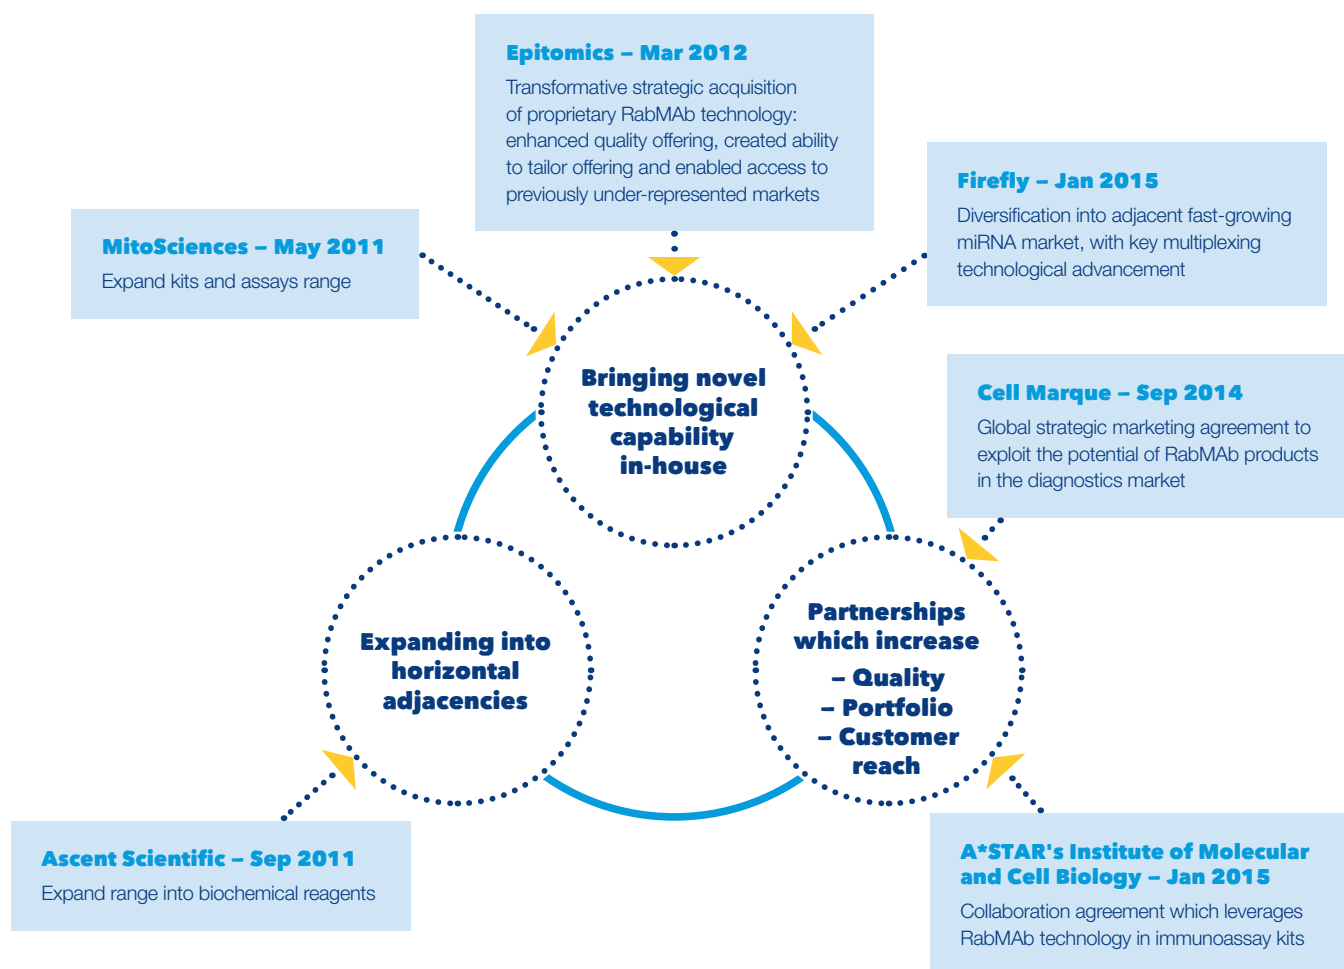 Epitomics – Mar 2012
Transformative strategic acquisition
of proprietary RabMAb technology:
enhanced quality offering, created ability
to tailor offering and enabled access to
previously under-represented markets
Firefly – Jan 2015
Diversification into adjacent fast-growing
miRNA market, with key multiplexing
technological advancement
MitoSciences – May 2011
Expand kits and assays range
Bringing novel
technological
capability
in-house
Cell Marque – Sep 2014
Global strategic marketing agreement to
exploit the potential of RabMAb products
in the diagnostics market
Expanding into
horizontal
adjacencies
Partnerships
which increase
– Quality
– Portfolio
– Customer
reach
Ascent Scientific – Sep 2011
Expand range into biochemical reagents
A*STAR's Institute of Molecular
and Cell Biology – Jan 2015
Collaboration agreement which leverages
RabMAb technology in immunoassay kits